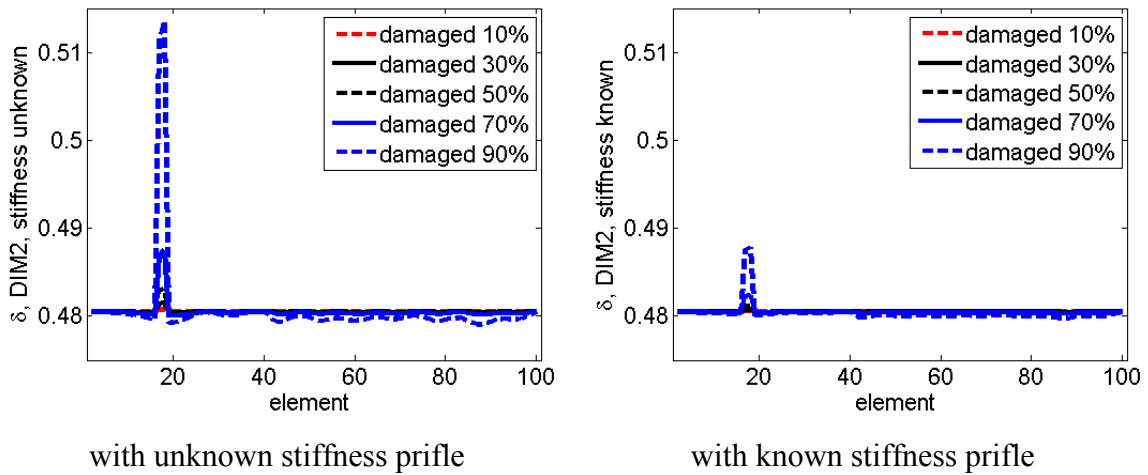 δ, DIM2, stiffness unknown
0.51
0.5
0.49
0.48
damaged 10%
damaged 30%
damaged 50%
damaged 70%
damaged 90%
20 40 60 80 100
element
with unknown stiffness prifle
δ, DIM2, stiffness known
0.51
0.5
0.49
0.48
damaged 10%
damaged 30%
damaged 50%
damaged 70%
damaged 90%
20 40 60 80 100
element
with known stiffness prifle